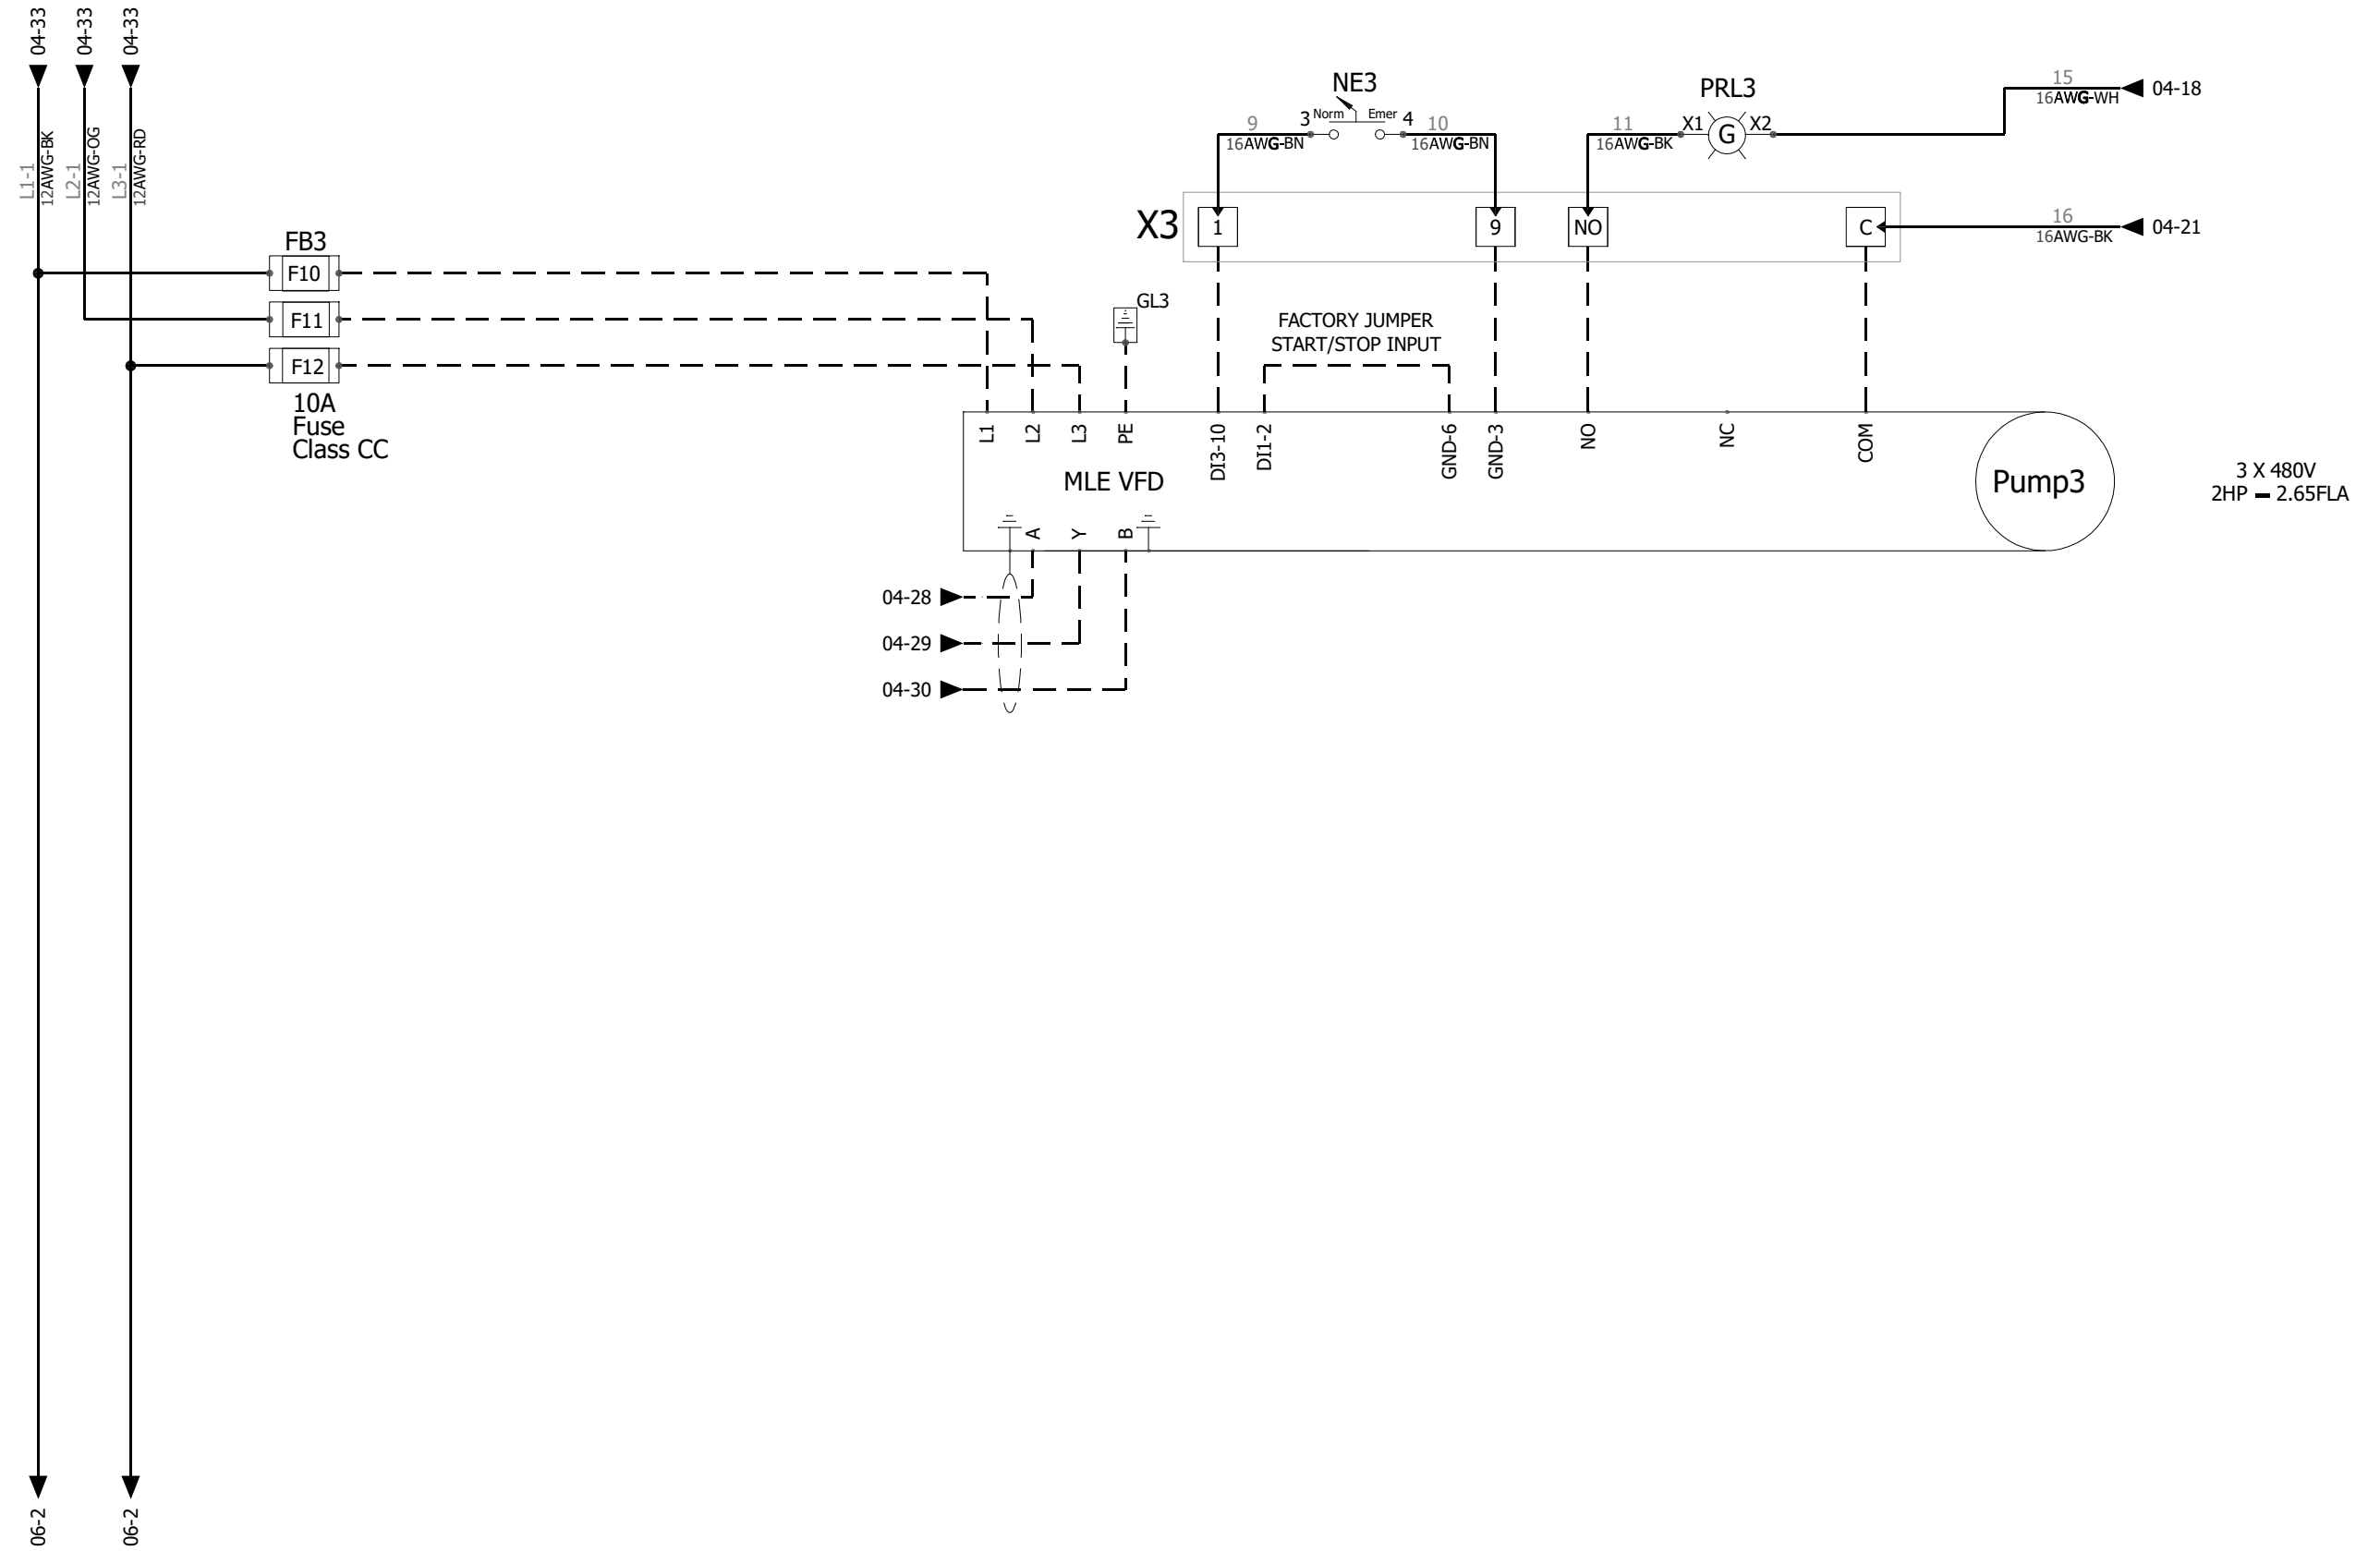 04-33
04-33
04-33
L1-1
12AWG-BK
L2-1
12AWG-OG
L3-1
12AWG-RD
NE3
PRL3
15
16AWG-WH
04-18
9
16AWG-BN
3
Norm
Emer
4
10
16AWG-BN
11
16AWG-BK
X1
G
X2
X3
1
9
NO
C
16
16AWG-BK
04-21
FB3
F10
F11
F12
10A
Fuse
Class CC
GL3
FACTORY JUMPER
START/STOP INPUT
L1
L2
L3
PE
DI3-10
DI1-2
GND-6
GND-3
NO
NC
COM
MLE VFD
Pump3
3 X 480V
2HP - 2.65FLA
A
Y
B
04-28
04-29
04-30
06-2
06-2